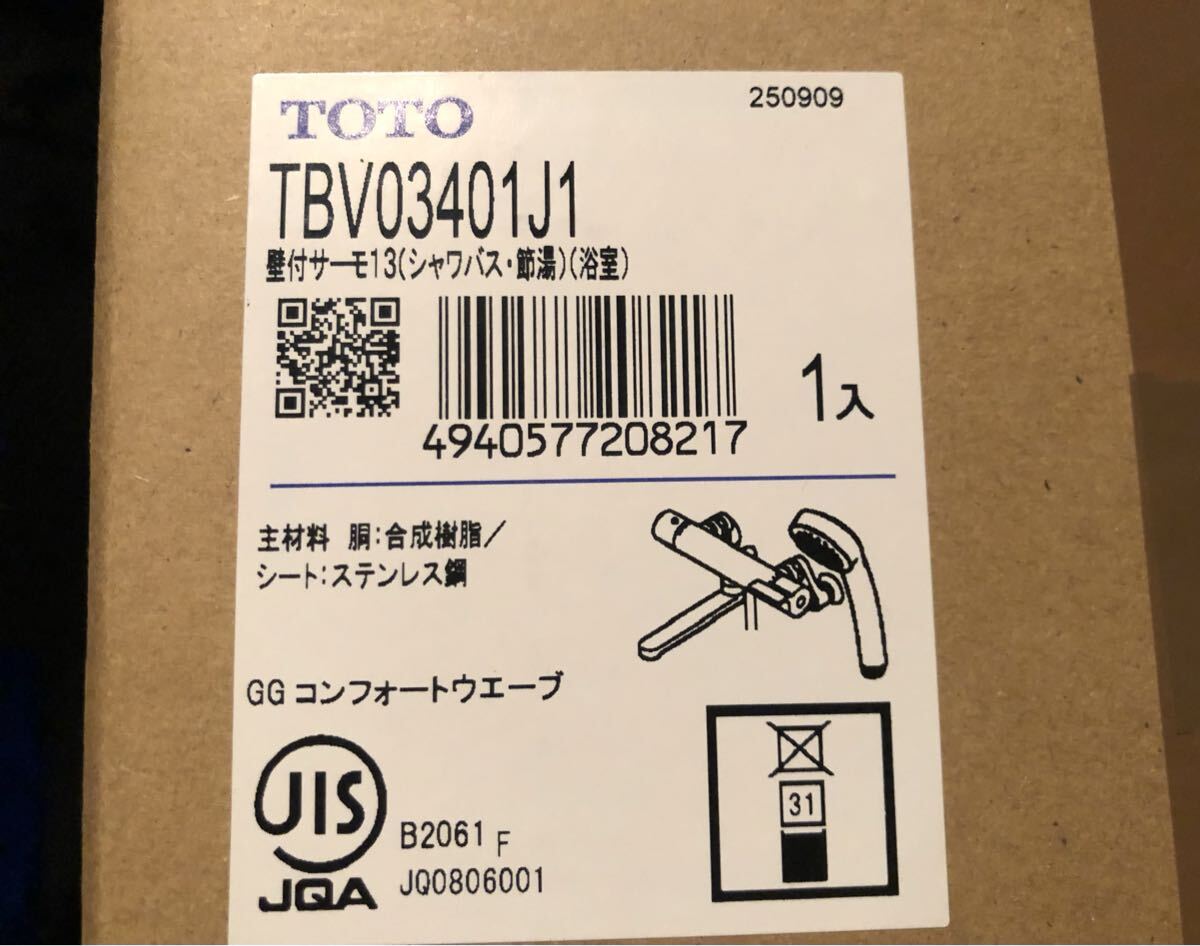 TOTO
250909
TBV03401J1
壁付サーモ13(シャワバス・節湯)(浴室)
4940577208217
1入
主材料 胴:合成樹脂/
シート:ステンレス鋼
GG コンフォートウエーブ
JIS
B2061 F
JQA
JQ0806001
31